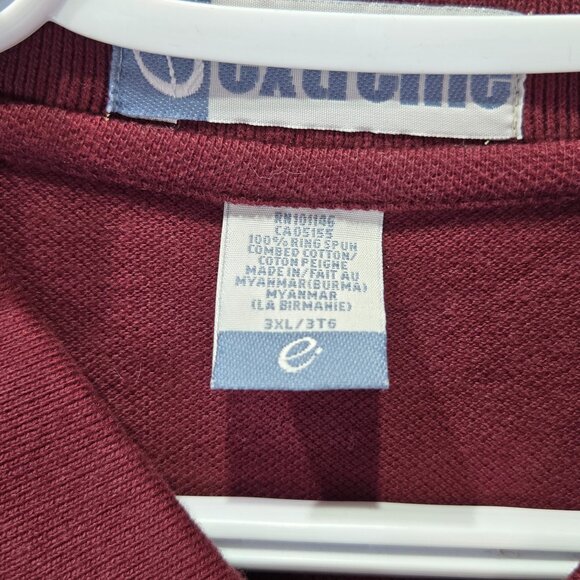 extreme
RN101146
CA05155
100% RING SPUN
COMBED COTTON/
COTON PEIGNE
MADE IN/FAIT AU
MYANMAR(BURMA)
MYANMAR
(LA BIRMANIE)
3XL/3TG
e